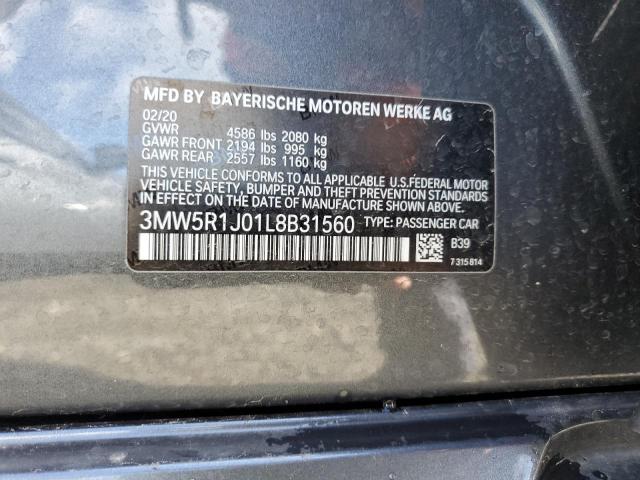 MFD BY BAYERISCHE MOTOREN WERKE AG
02/20
GVWR 4586 lbs 2080 kg
GAWR FRONT 2194 lbs 995 kg
GAWR REAR 2557 lbs 1160 kg
THIS VEHICLE CONFORMS TO ALL APPLICABLE U.S.FEDERAL MOTOR
VEHICLE SAFETY, BUMPER AND THEFT PREVENTION STANDARDS
IN EFFECT ON THE DATE OF MANUFACTURE SHOWN ABOVE.
3MW5R1J01L8B31560 TYPE: PASSENGER CAR
B39
7315814